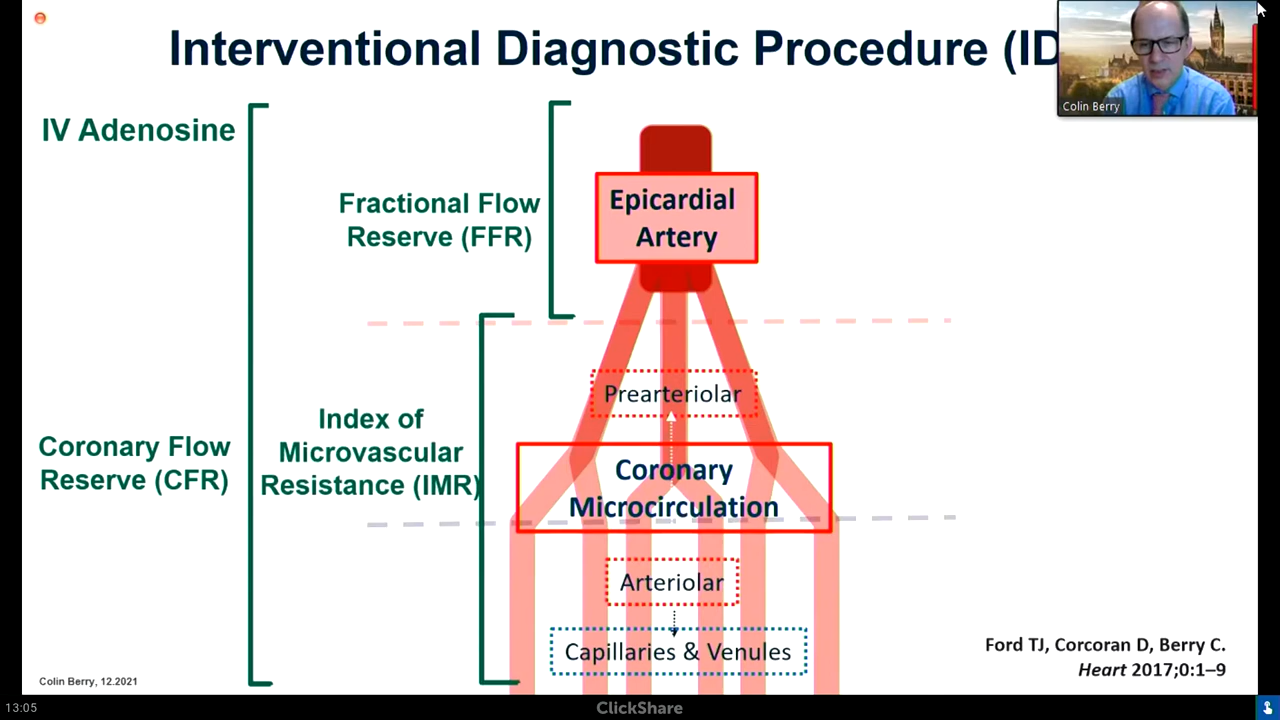 Interventional Diagnostic Procedure (ID
Colin Berry
IV Adenosine
Fractional Flow
Reserve (FFR)
Epicardial
Artery
Prearteriolar
Coronary Flow
Reserve (CFR)
Index of
Microvascular
Resistance (IMR)
Coronary
Microcirculation
Arteriolar
Capillaries & Venules
Ford TJ, Corcoran D, Berry C.
Heart 2017;0:1–9
Colin Berry, 12.2021
13:05
ClickShare